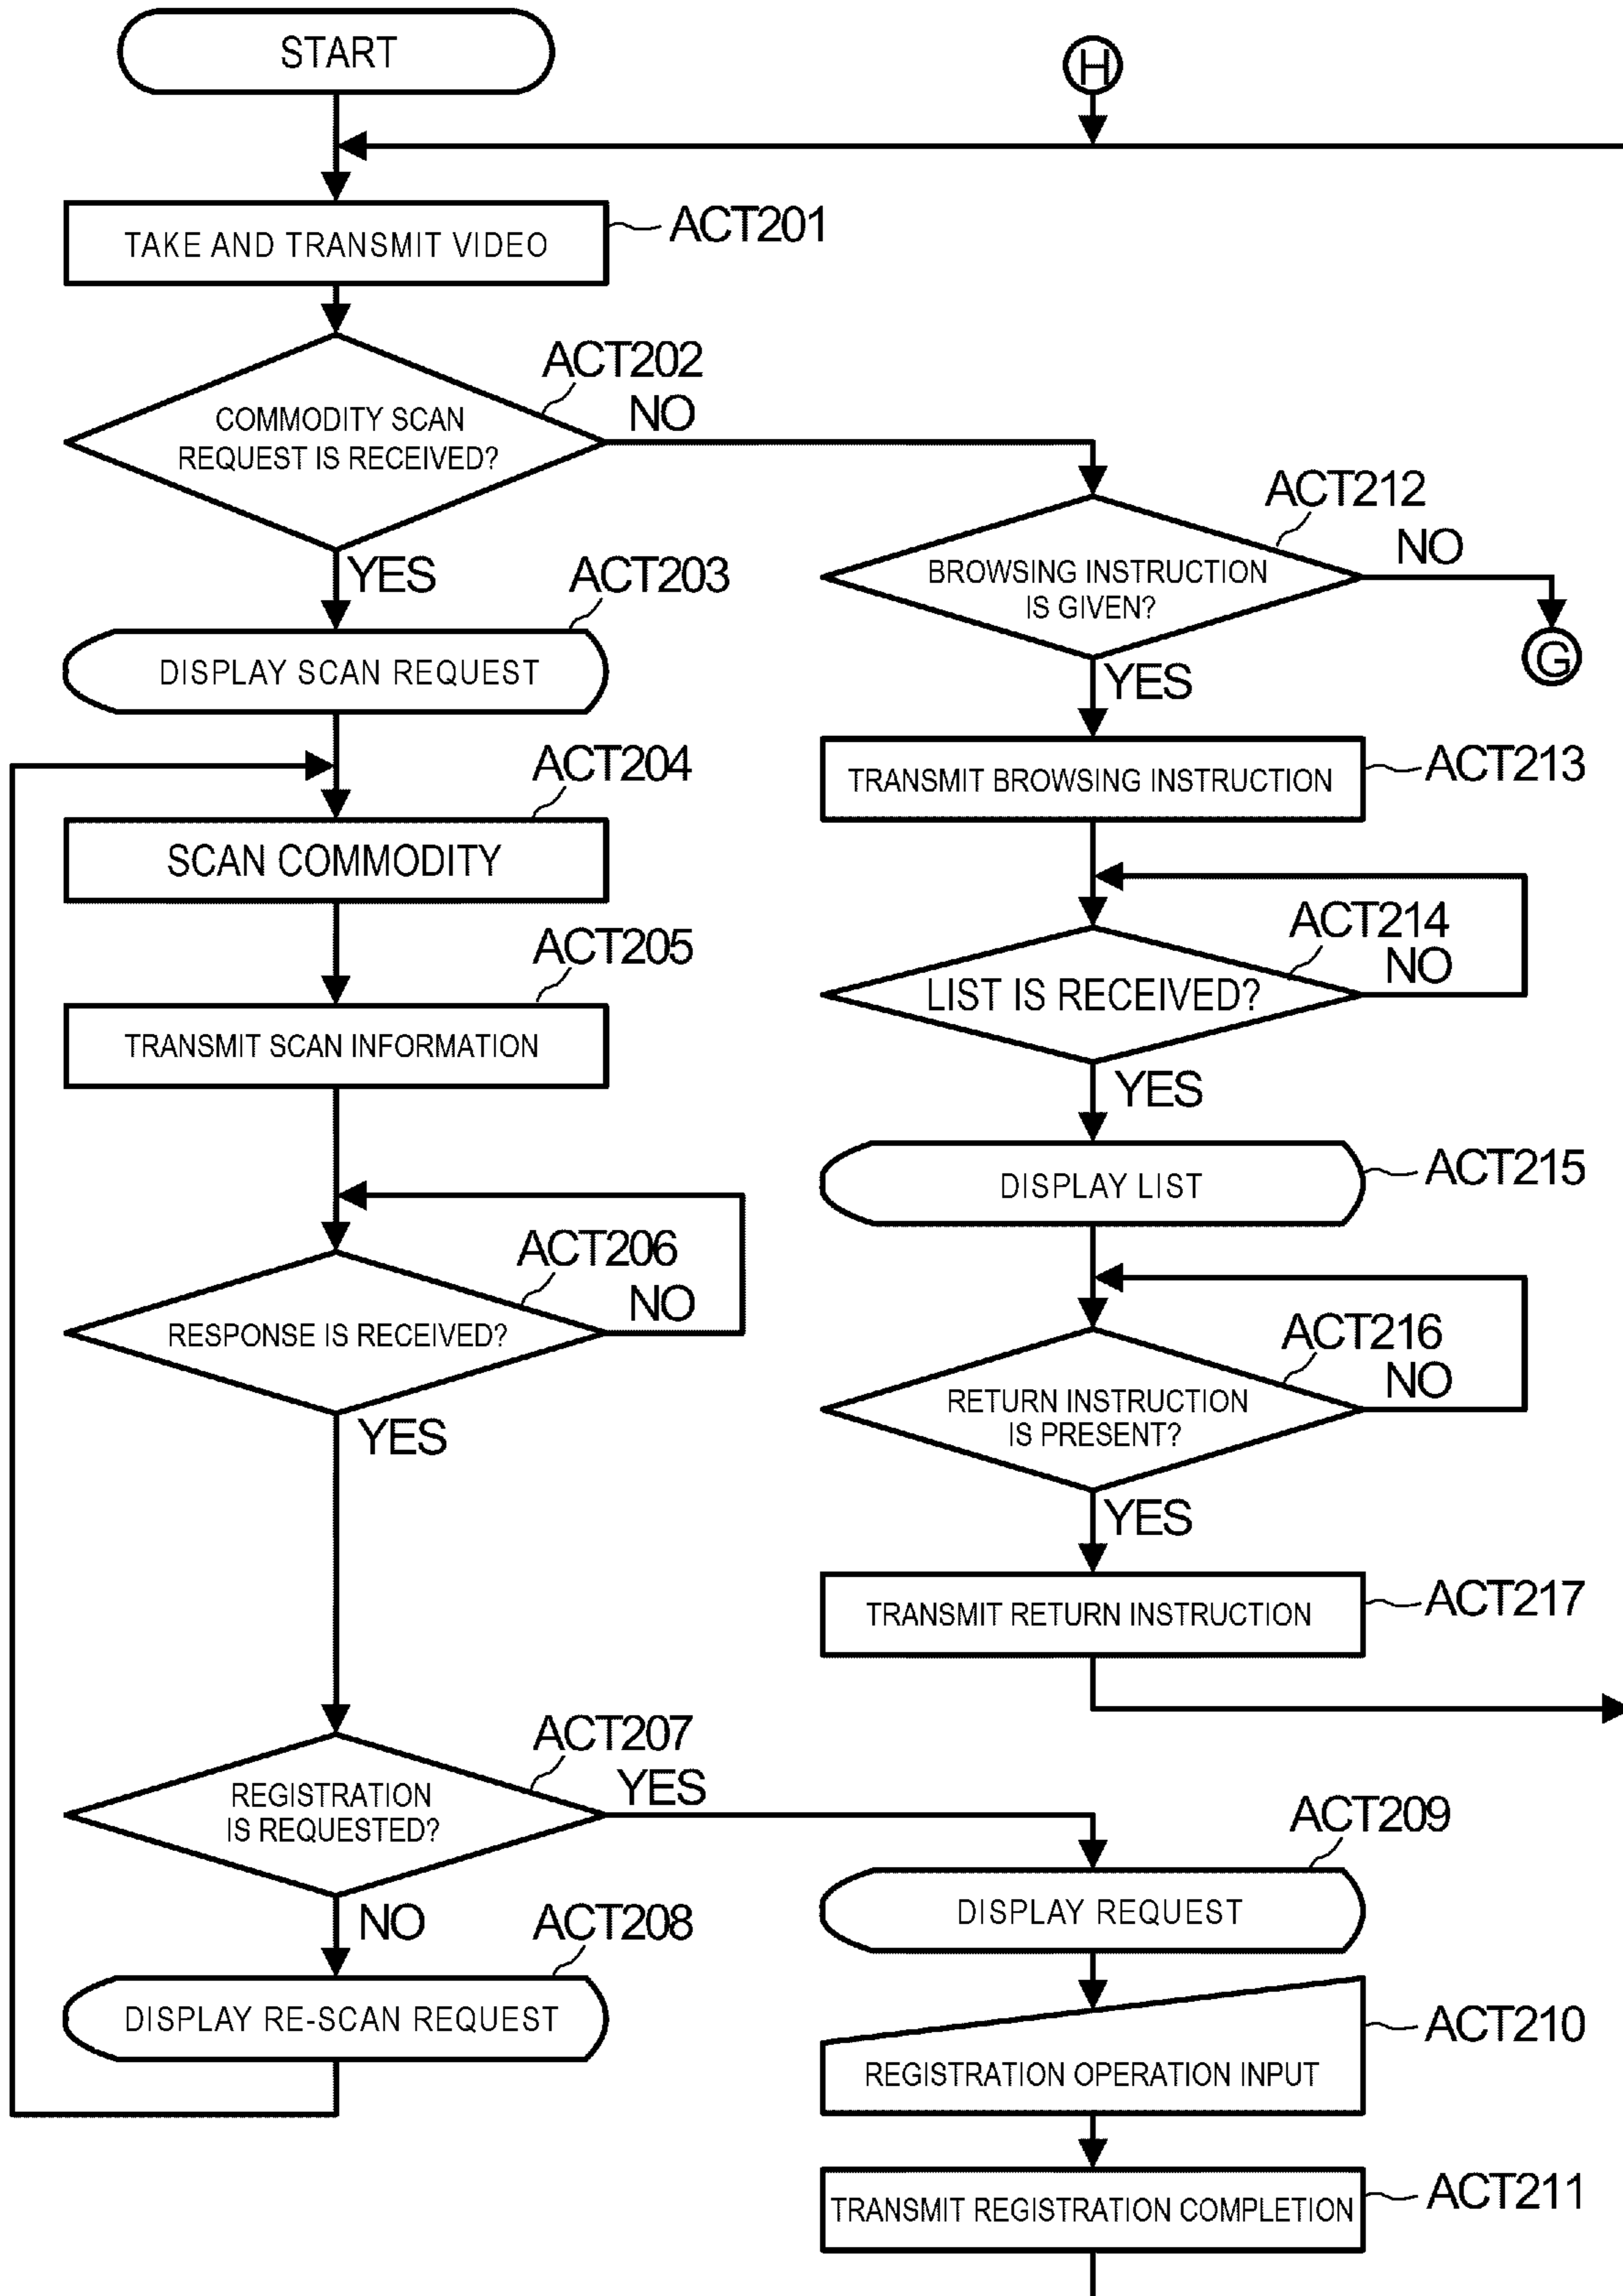 START
H
TAKE AND TRANSMIT VIDEO
ACT201
ACT202
COMMODITY SCAN
REQUEST IS RECEIVED?
NO
YES
ACT203
DISPLAY SCAN REQUEST
ACT204
SCAN COMMODITY
ACT205
TRANSMIT SCAN INFORMATION
ACT206
RESPONSE IS RECEIVED?
NO
YES
ACT207
REGISTRATION
IS REQUESTED?
YES
NO
ACT208
DISPLAY RE-SCAN REQUEST
ACT212
BROWSING INSTRUCTION
IS GIVEN?
NO
G
YES
TRANSMIT BROWSING INSTRUCTION
ACT213
ACT214
LIST IS RECEIVED?
NO
YES
DISPLAY LIST
ACT215
ACT216
RETURN INSTRUCTION
IS PRESENT?
NO
YES
TRANSMIT RETURN INSTRUCTION
ACT217
ACT209
DISPLAY REQUEST
ACT210
REGISTRATION OPERATION INPUT
TRANSMIT REGISTRATION COMPLETION
ACT211